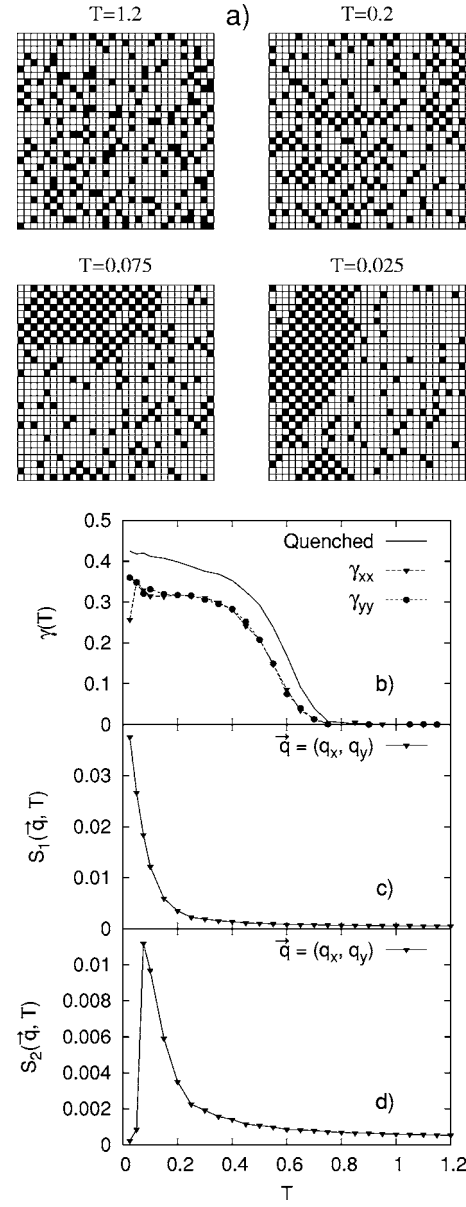 T=1.2 a) T=0.2
T=0.075 T=0.025
0.5
0.4
0.3
0.2
0.1
0
γ(T)
Quenched
γxx
γyy
b)
0.03
0.02
0.01
0
S1(q⃗, T)
q⃗ = (qx, qy)
c)
0.01
0.008
0.006
0.004
0.002
0
S2(q⃗, T)
q⃗ = (qx, qy)
d)
0 0.2 0.4 0.6 0.8 1 1.2
T